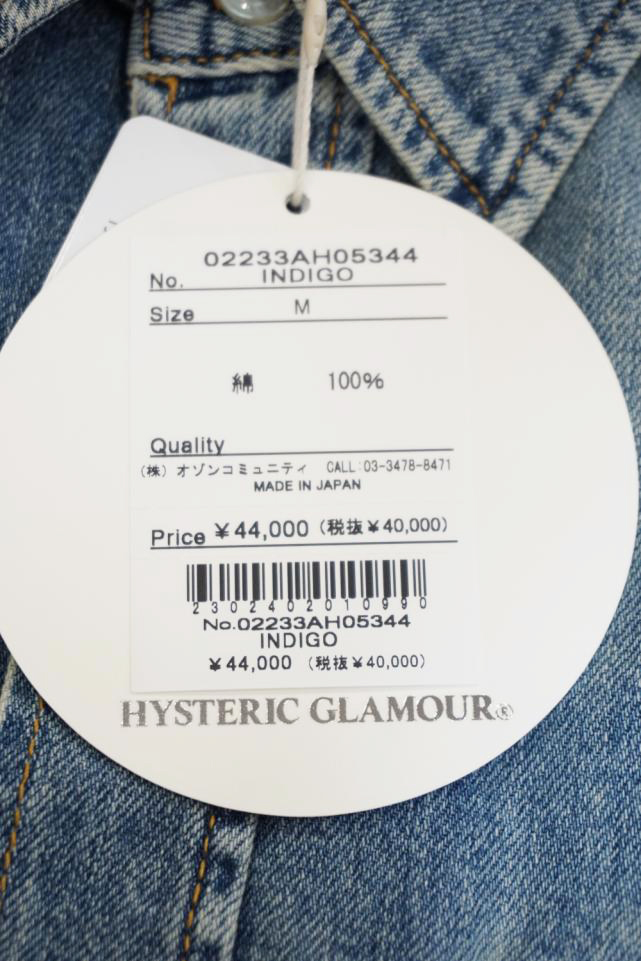 02233AH05344
No. INDIGO
Size M
綿 100%
Quality
(株) オゾンコミュニティ CALL:03-3478-8471
MADE IN JAPAN
Price ¥44,000 (税抜¥40,000)
2302402010990
No.02233AH05344
INDIGO
¥44,000 (税抜¥40,000)
HYSTERIC GLAMOUR®